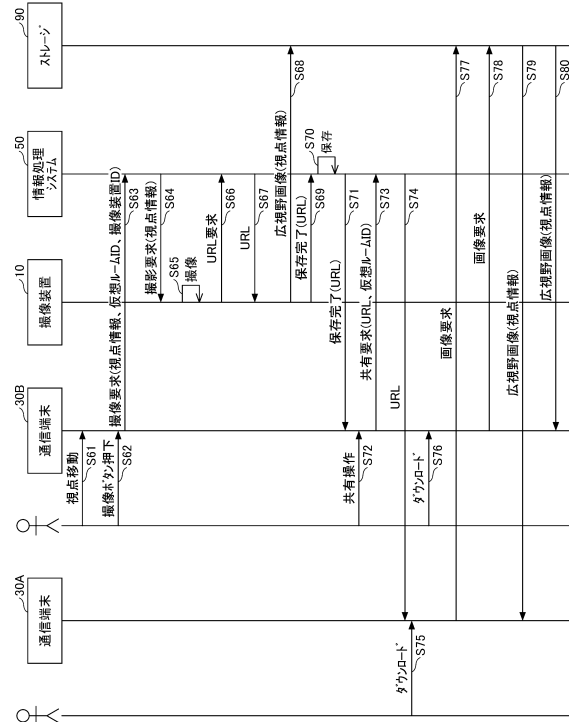 通信端末
30A
通信端末
30B
撮像装置
10
情報処理
システム
50
ストレージ
90
視点移動
S61
撮像ボタン押下
S62
撮像要求(視点情報、仮想ルームID、撮像装置ID)
S63
撮影要求(視点情報)
S64
S65
撮像
URL要求
S66
URL
S67
広視野画像(視点情報)
S68
保存完了(URL)
S69
S70
保存
保存完了(URL)
S71
共有操作
S72
共有要求(URL、仮想ルームID)
S73
URL
S74
ダウンロード
S75
ダウンロード
S76
画像要求
S77
画像要求
S78
広視野画像(視点情報)
S79
広視野画像(視点情報)
S80